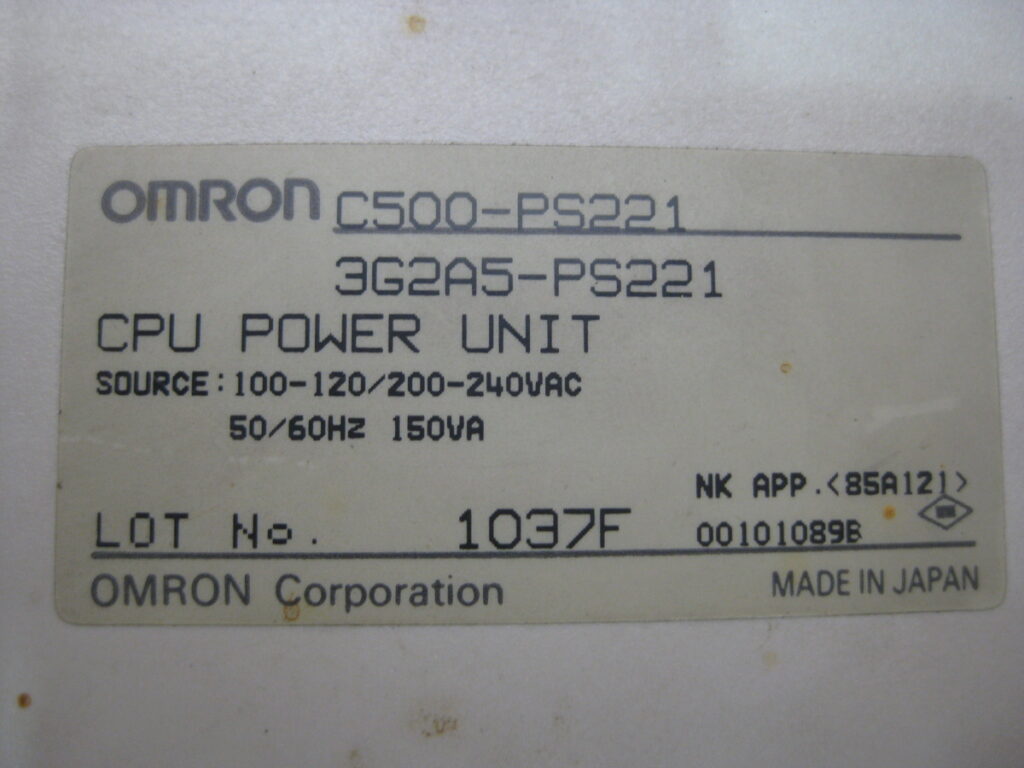 OMRON C500-PS221
3G2A5-PS221
CPU POWER UNIT
SOURCE:100-120/200-240VAC
50/60Hz 150VA
NK APP.<85A121>
LOT No. 1037F 00101089B
OMRON Corporation MADE IN JAPAN